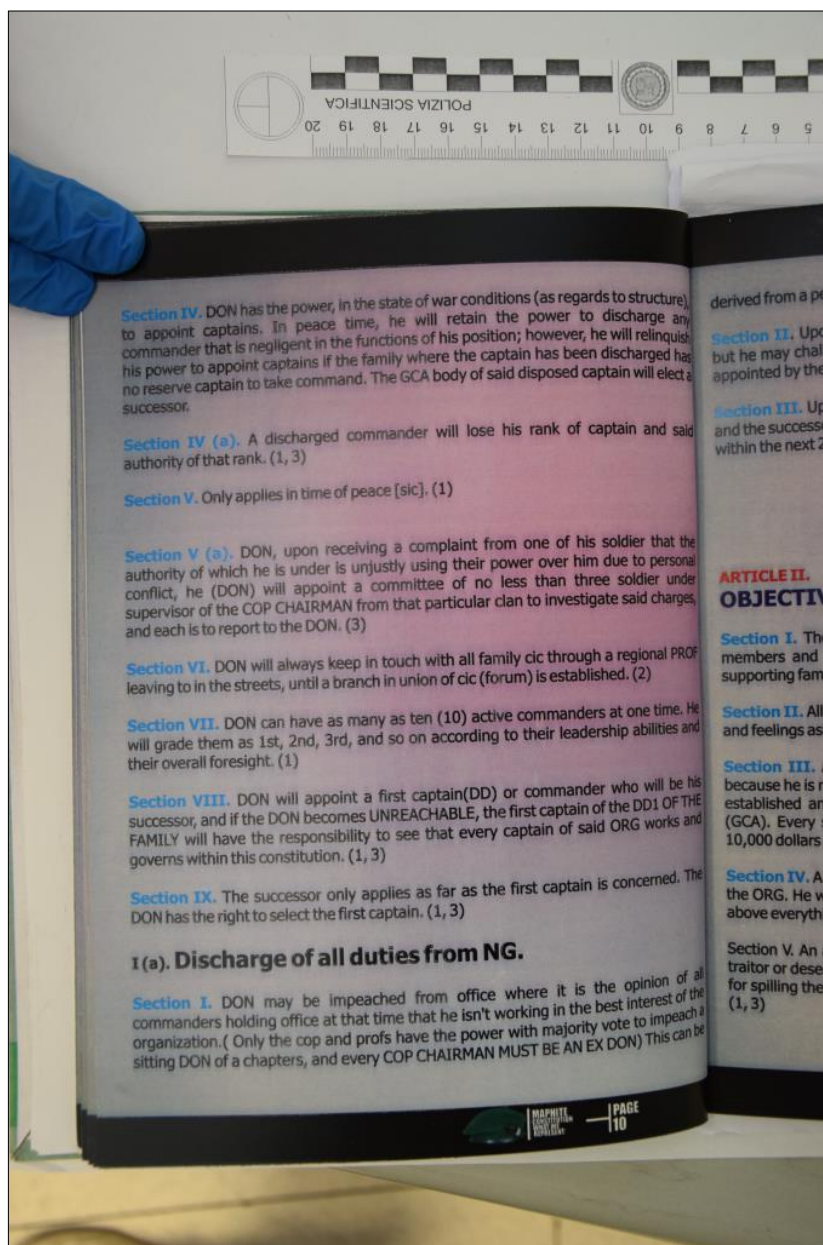 POLIZIA SCIENTIFICA
20 19 18 17 16 15 14 13 12 11 10 9 8 7 6 5
Section IV. DON has the power, in the state of war conditions (as regards to structure),
to appoint captains. In peace time, he will retain the power to discharge any
commander that is negligent in the functions of his position; however, he will relinquish
his power to appoint captains if the family where the captain has been discharged has
no reserve captain to take command. The GCA body of said disposed captain will elect a
successor.
Section IV (a). A discharged commander will lose his rank of captain and said
authority of that rank. (1, 3)
Section V. Only applies in time of peace [sic]. (1)
Section V (a). DON, upon receiving a complaint from one of his soldier that the
authority of which he is under is unjustly using their power over him due to personal
conflict, he (DON) will appoint a committee of no less than three soldier under
supervisor of the COP CHAIRMAN from that particular clan to investigate said charges,
and each is to report to the DON. (3)
Section VI. DON will always keep in touch with all family cic through a regional PROF
leaving to in the streets, until a branch in union of cic (forum) is established. (2)
Section VII. DON can have as many as ten (10) active commanders at one time. He
will grade them as 1st, 2nd, 3rd, and so on according to their leadership abilities and
their overall foresight. (1)
Section VIII. DON will appoint a first captain(DD) or commander who will be his
successor, and if the DON becomes UNREACHABLE, the first captain of the DD1 OF THE
FAMILY will have the responsibility to see that every captain of said ORG works and
governs within this constitution. (1, 3)
Section IX. The successor only applies as far as the first captain is concerned. The
DON has the right to select the first captain. (1, 3)
I (a). Discharge of all duties from NG.
Section I. DON may be impeached from office where it is the opinion of all
commanders holding office at that time that he isn't working in the best interest of the
organization.( Only the cop and profs have the power with majority vote to impeach a
sitting DON of a chapters, and every COP CHAIRMAN MUST BE AN EX DON) This can be
MAPHITE
CONSTITUTION
WHAT WE
REPRESENT
PAGE
10
derived from a
Section II.
but he may
appointed by the
Section III.
and the
within the next
ARTICLE II.
Section I.
members and
supporting
Section II. All
and feelings as
Section III.
because he is
established
(GCA). Every
10,000 dollars
Section IV.
the ORG. He
above
Section V. An
traitor or
for spilling the
(1, 3)